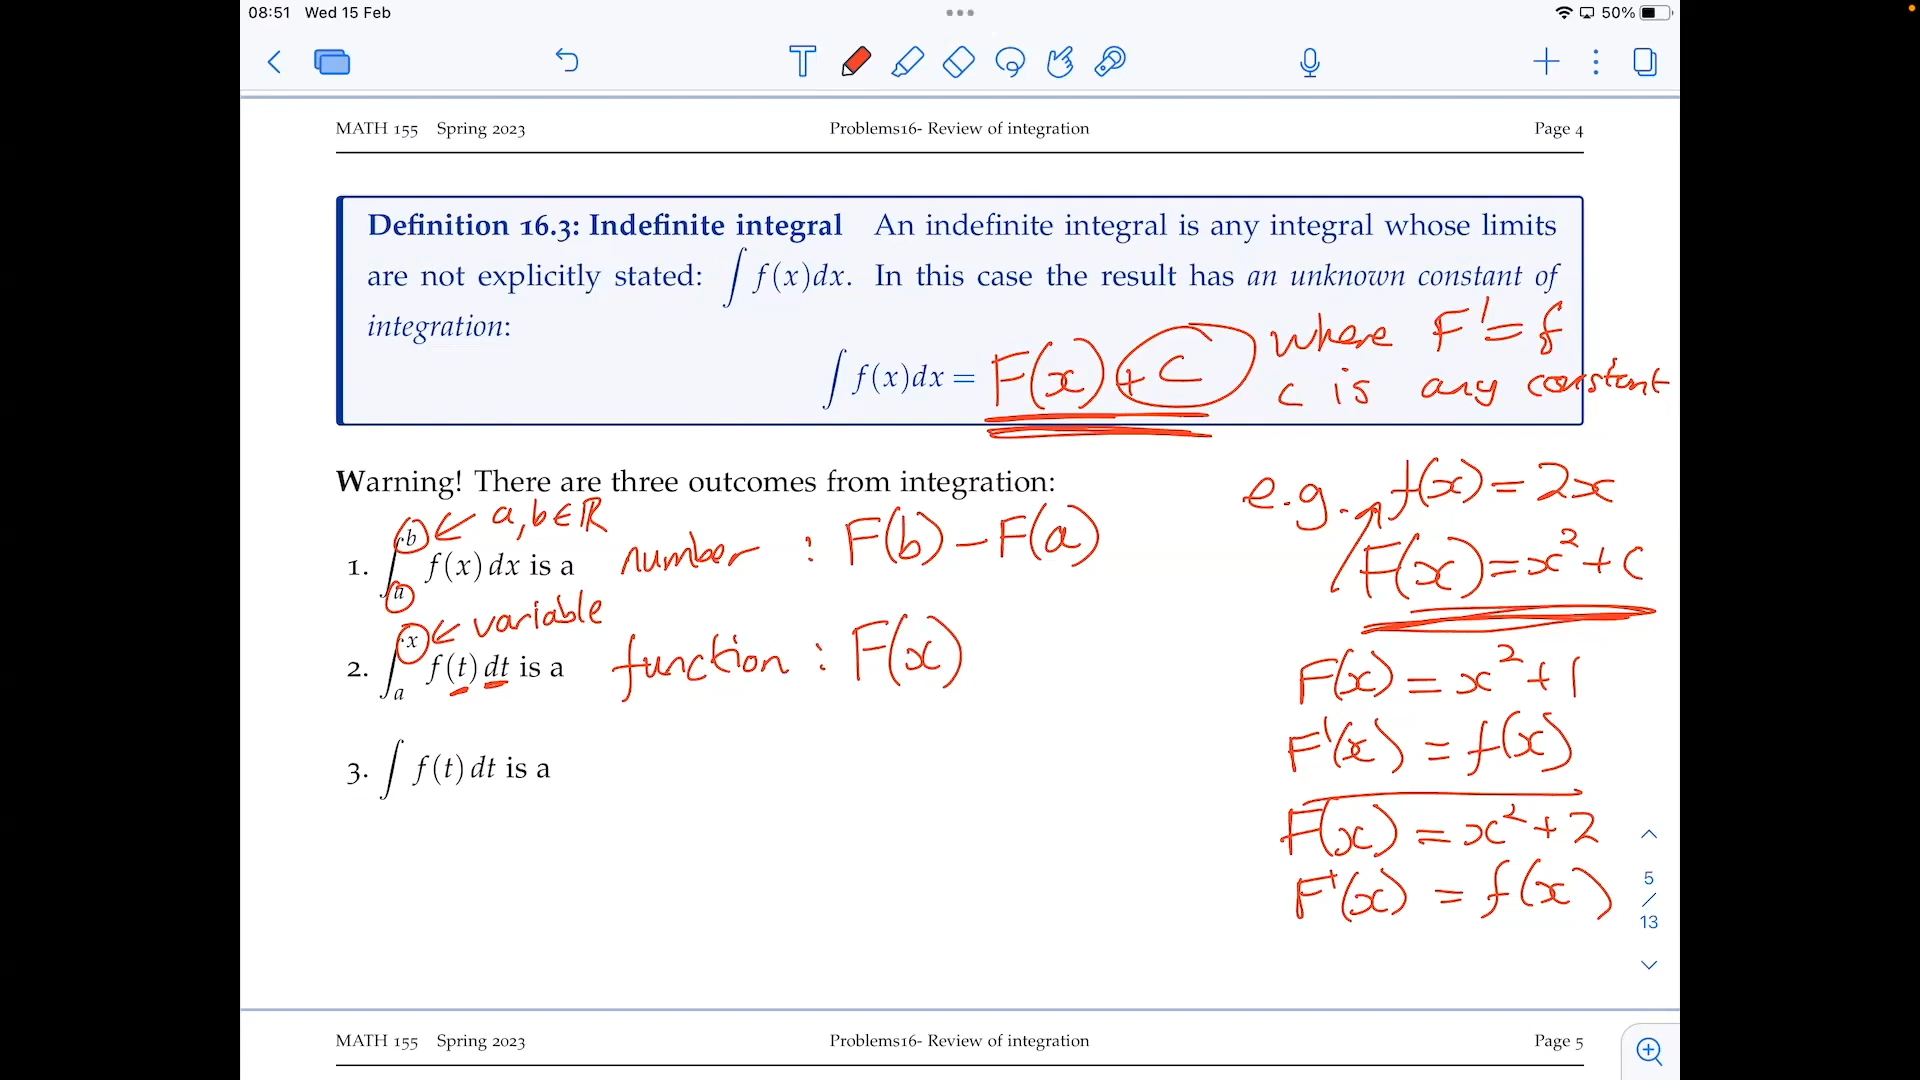 08:51 Wed 15 Feb
50%
MATH 155 Spring 2023 Problems16- Review of integration Page 4
Definition 16.3: Indefinite integral An indefinite integral is any integral whose limits
are not explicitly stated: ∫ f(x)dx. In this case the result has an unknown constant of
integration:
∫ f(x)dx = F(x) + C
where F' = f
c is any constant
Warning! There are three outcomes from integration:
1. ∫_a^b f(x) dx is a number : F(b) – F(a)
← a, b ∈ ℝ
2. ∫_a^x f(t) dt is a function : F(x)
← variable
3. ∫ f(t) dt is a
e.g. f(x) = 2x
F(x) = x² + C
F(x) = x² + 1
F'(x) = f(x)
F(x) = x² + 2
F'(x) = f(x)
5
/
13
MATH 155 Spring 2023 Problems16- Review of integration Page 5